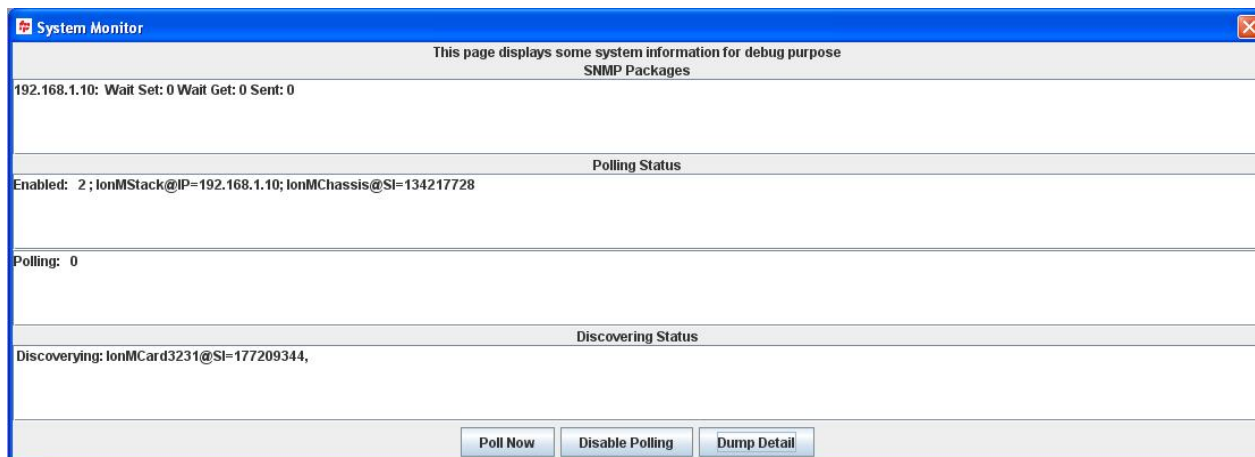 System Monitor
This page displays some system information for debug purpose
SNMP Packages
192.168.1.10: Wait Set: 0 Wait Get: 0 Sent: 0
Polling Status
Enabled: 2 ; IonMStack@IP=192.168.1.10; IonMChassis@SI=134217728
Polling: 0
Discovering Status
Discoverying: IonMCard3231@SI=177209344,
Poll Now Disable Polling Dump Detail